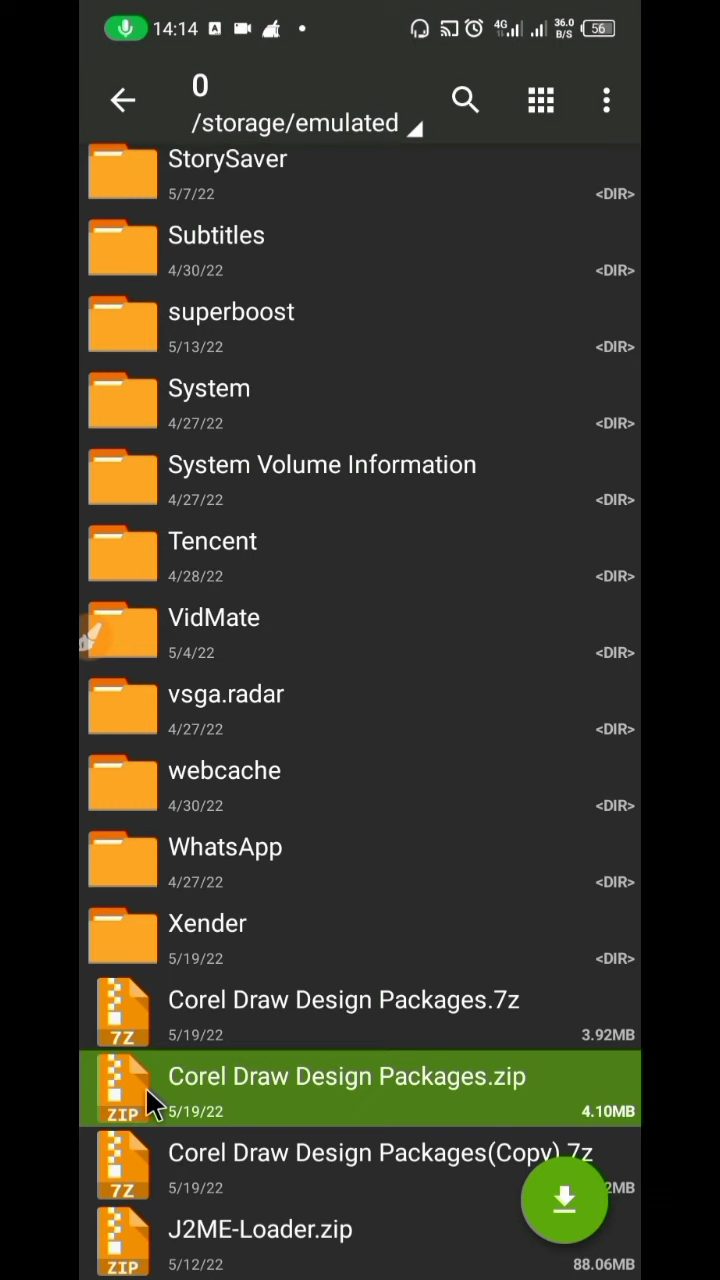 14:14
4G
36.0
B/S
56
0
/storage/emulated
StorySaver
5/7/22
<DIR>
Subtitles
4/30/22
<DIR>
superboost
5/13/22
<DIR>
System
4/27/22
<DIR>
System Volume Information
4/27/22
<DIR>
Tencent
4/28/22
<DIR>
VidMate
5/4/22
<DIR>
vsga.radar
4/27/22
<DIR>
webcache
4/30/22
<DIR>
WhatsApp
4/27/22
<DIR>
Xender
5/19/22
<DIR>
Corel Draw Design Packages.7z
7Z
5/19/22
3.92MB
Corel Draw Design Packages.zip
ZIP
5/19/22
4.10MB
Corel Draw Design Packages(Copy).7z
7Z
5/19/22
2MB
J2ME-Loader.zip
ZIP
5/12/22
88.06MB